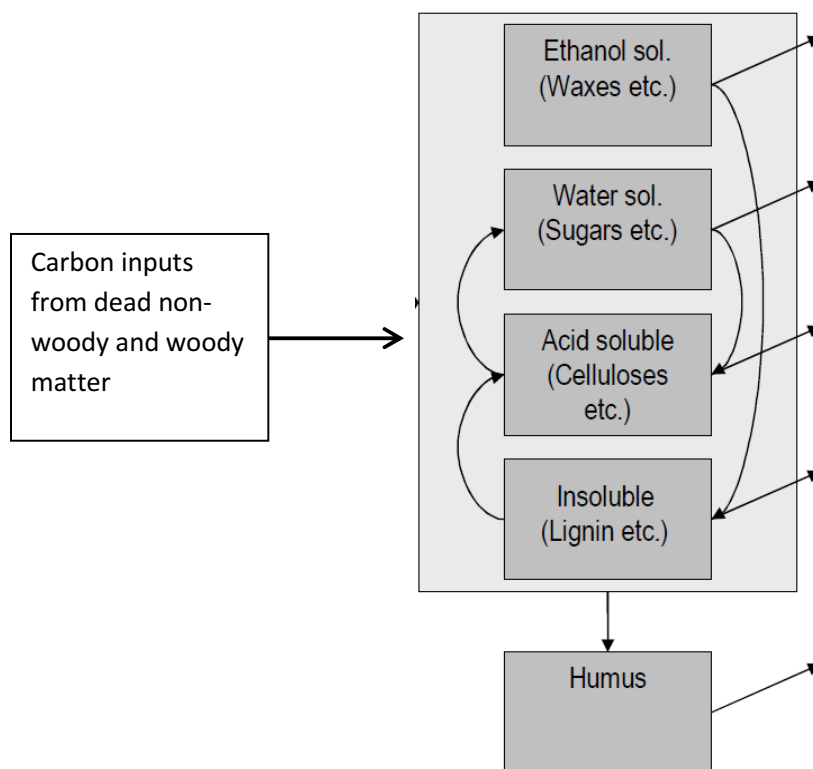 Carbon inputs
from dead non-
woody and woody
matter
Ethanol sol.
(Waxes etc.)
Water sol.
(Sugars etc.)
Acid soluble
(Celluloses
etc.)
Insoluble
(Lignin etc.)
Humus